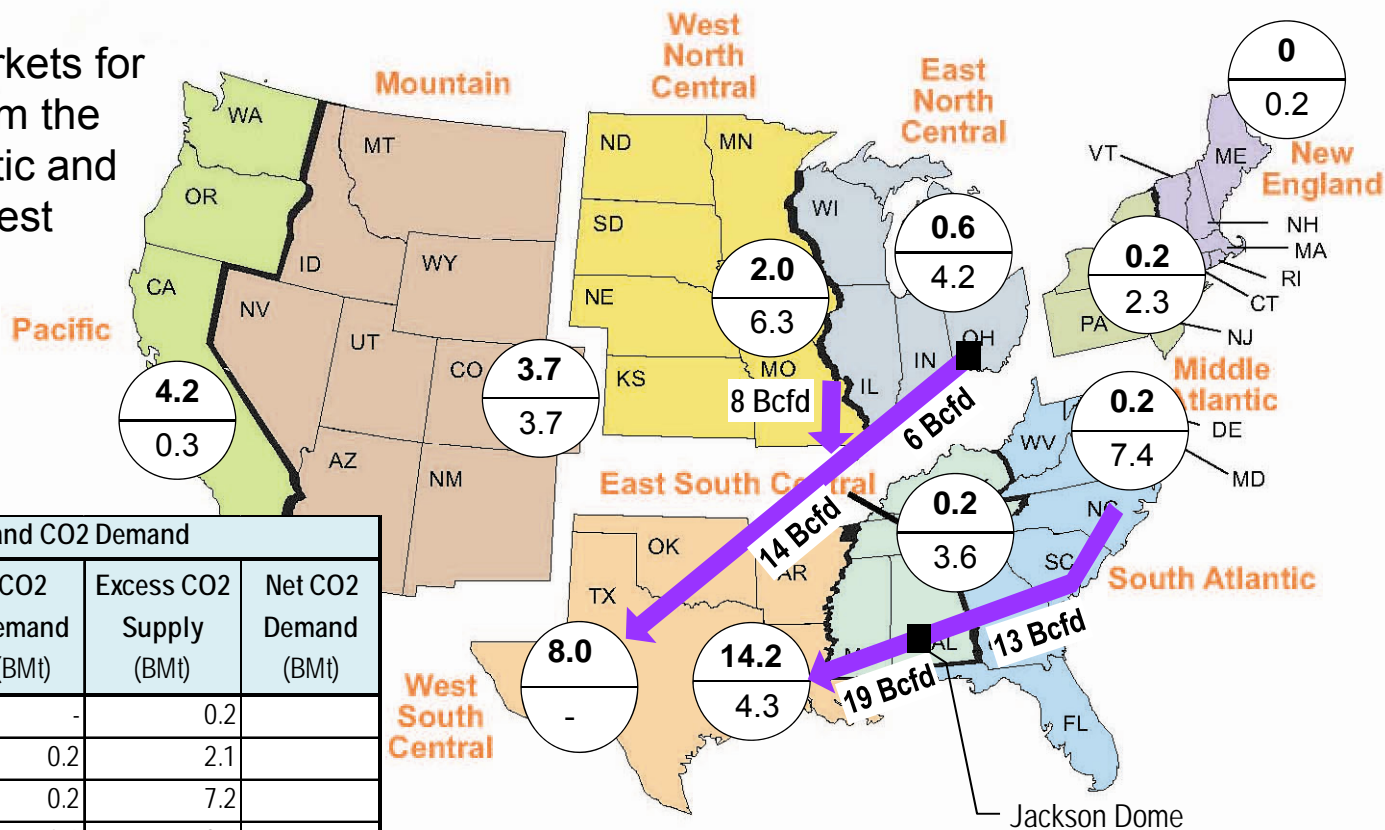 rkets for
m the
tic and
est
West
North
Central
East
North
Central
Mountain
0
0.2
New
England
WA
MT
ND
MN
VT
ME
OR
WI
NH
MA
RI
CT
0.6
4.2
SD
ID
WY
2.0
6.3
0.2
2.3
CA
NV
NE
PA
NJ
Pacific
UT
CO
3.7
3.7
KS
MO
IL
IN
OH
Middle
Atlantic
4.2
0.3
8 Bcfd
6 Bcfd
0.2
7.4
DE
MD
WV
AZ
NM
East South Central
0.2
3.6
NC
14 Bcfd
OK
AR
SC
South Atlantic
TX
8.0
-
14.2
4.3
AL
13 Bcfd
19 Bcfd
West
South
Central
FL
Jackson Dome
and CO2 Demand
CO2
emand
(BMt)
Excess CO2
Supply
(BMt)
Net CO2
Demand
(BMt)
- 0.2
0.2 2.1
0.2 7.2